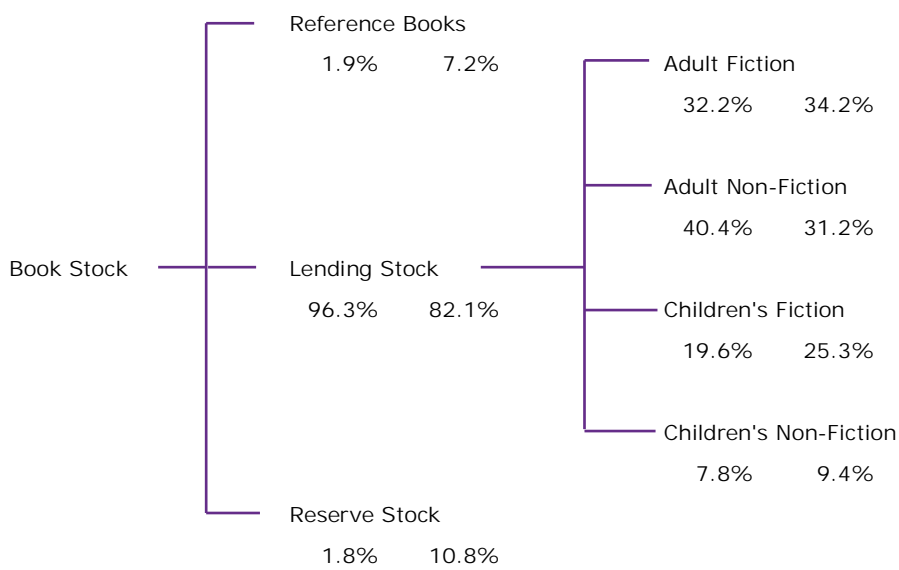 Reference Books
1.9% 7.2%
Adult Fiction
32.2% 34.2%
Adult Non-Fiction
40.4% 31.2%
Book Stock
Lending Stock
96.3% 82.1%
Children's Fiction
19.6% 25.3%
Children's Non-Fiction
7.8% 9.4%
Reserve Stock
1.8% 10.8%